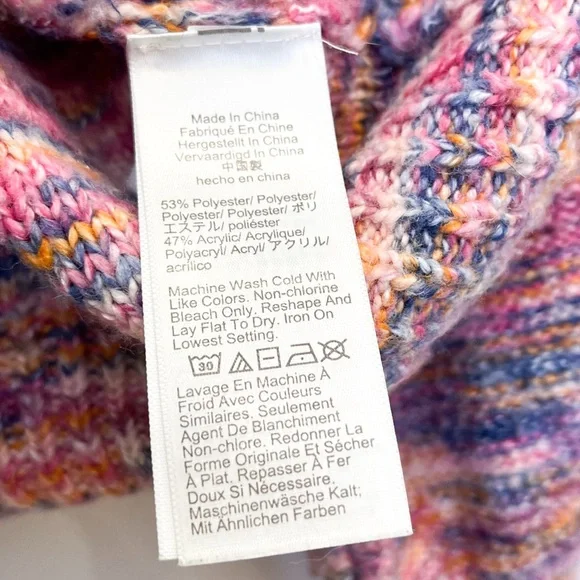 Made In China
Fabriqué En Chine
Hergestellt In China
Vervaardigd In China
中国製
hecho en china
53% Polyester/ Polyester/
Polyester/ Polyester/ ポリ
エステル/ poliéster
47% Acrylic/ Acrylique/
Polyacryl/ Acryl/ アクリル/
acrílico
Machine Wash Cold With
Like Colors. Non-chlorine
Bleach Only. Reshape And
Lay Flat To Dry. Iron On
Lowest Setting.
30
Lavage En Machine À
Froid Avec Couleurs
Similaires. Seulement
Agent De Blanchiment
Non-chlore. Redonner La
Forme Originale Et Sécher
À Plat. Repasser À Fer
Doux Si Nécessaire.
Maschinenwäsche Kalt;
Mit Ähnlichen Farben